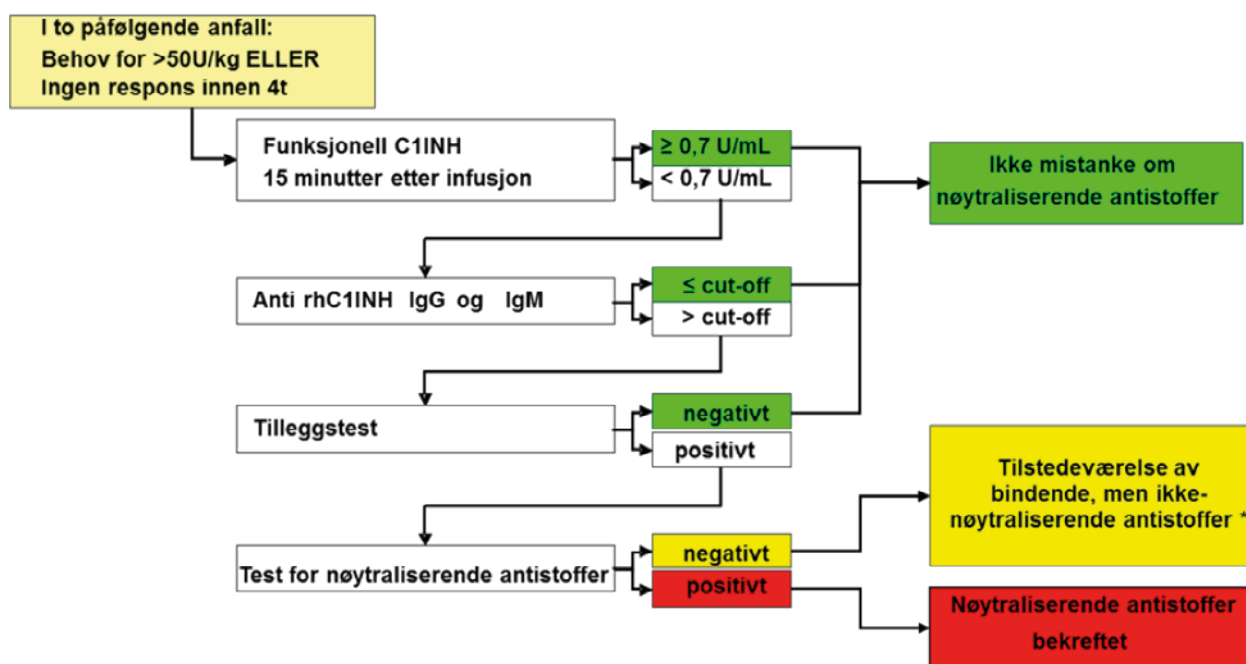 I to påfølgende anfall:
Behov for >50U/kg ELLER
Ingen respons innen 4t
Funksjonell C1INH
15 minutter etter infusjon
≥ 0,7 U/mL
< 0,7 U/mL
Ikke mistanke om
nøytraliserende antistoffer
Anti rhC1INH IgG og IgM
≤ cut-off
> cut-off
Tilleggstest
negativt
positivt
Tilstedeværelse av
bindende, men ikke-
nøytraliserende antistoffer *
Test for nøytraliserende antistoffer
negativt
positivt
Nøytraliserende antistoffer
bekreftet